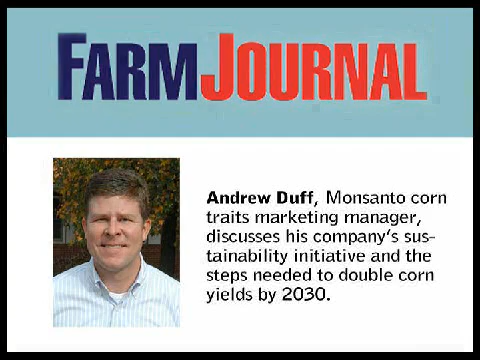 FARMJOURNAL
Andrew Duff, Monsanto corn
traits marketing manager,
discusses his company's sus-
tainability initiative and the
steps needed to double corn
yields by 2030.